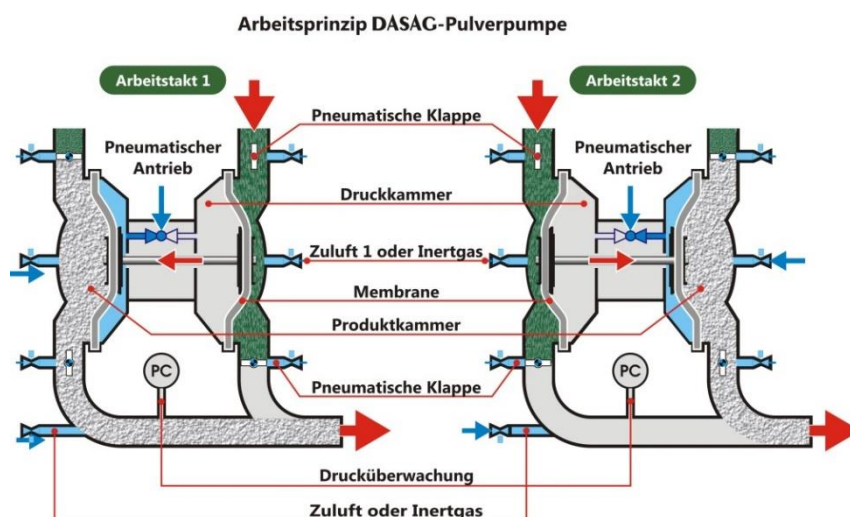 Arbeitsprinzip DASAG-Pulverpumpe
Arbeitstakt 1
Arbeitstakt 2
Pneumatische Klappe
Pneumatischer
Antrieb
Pneumatischer
Antrieb
Druckkammer
Zuluft 1 oder Inertgas
Membrane
Produktkammer
PC
PC
Pneumatische Klappe
Drucküberwachung
Zuluft oder Inertgas